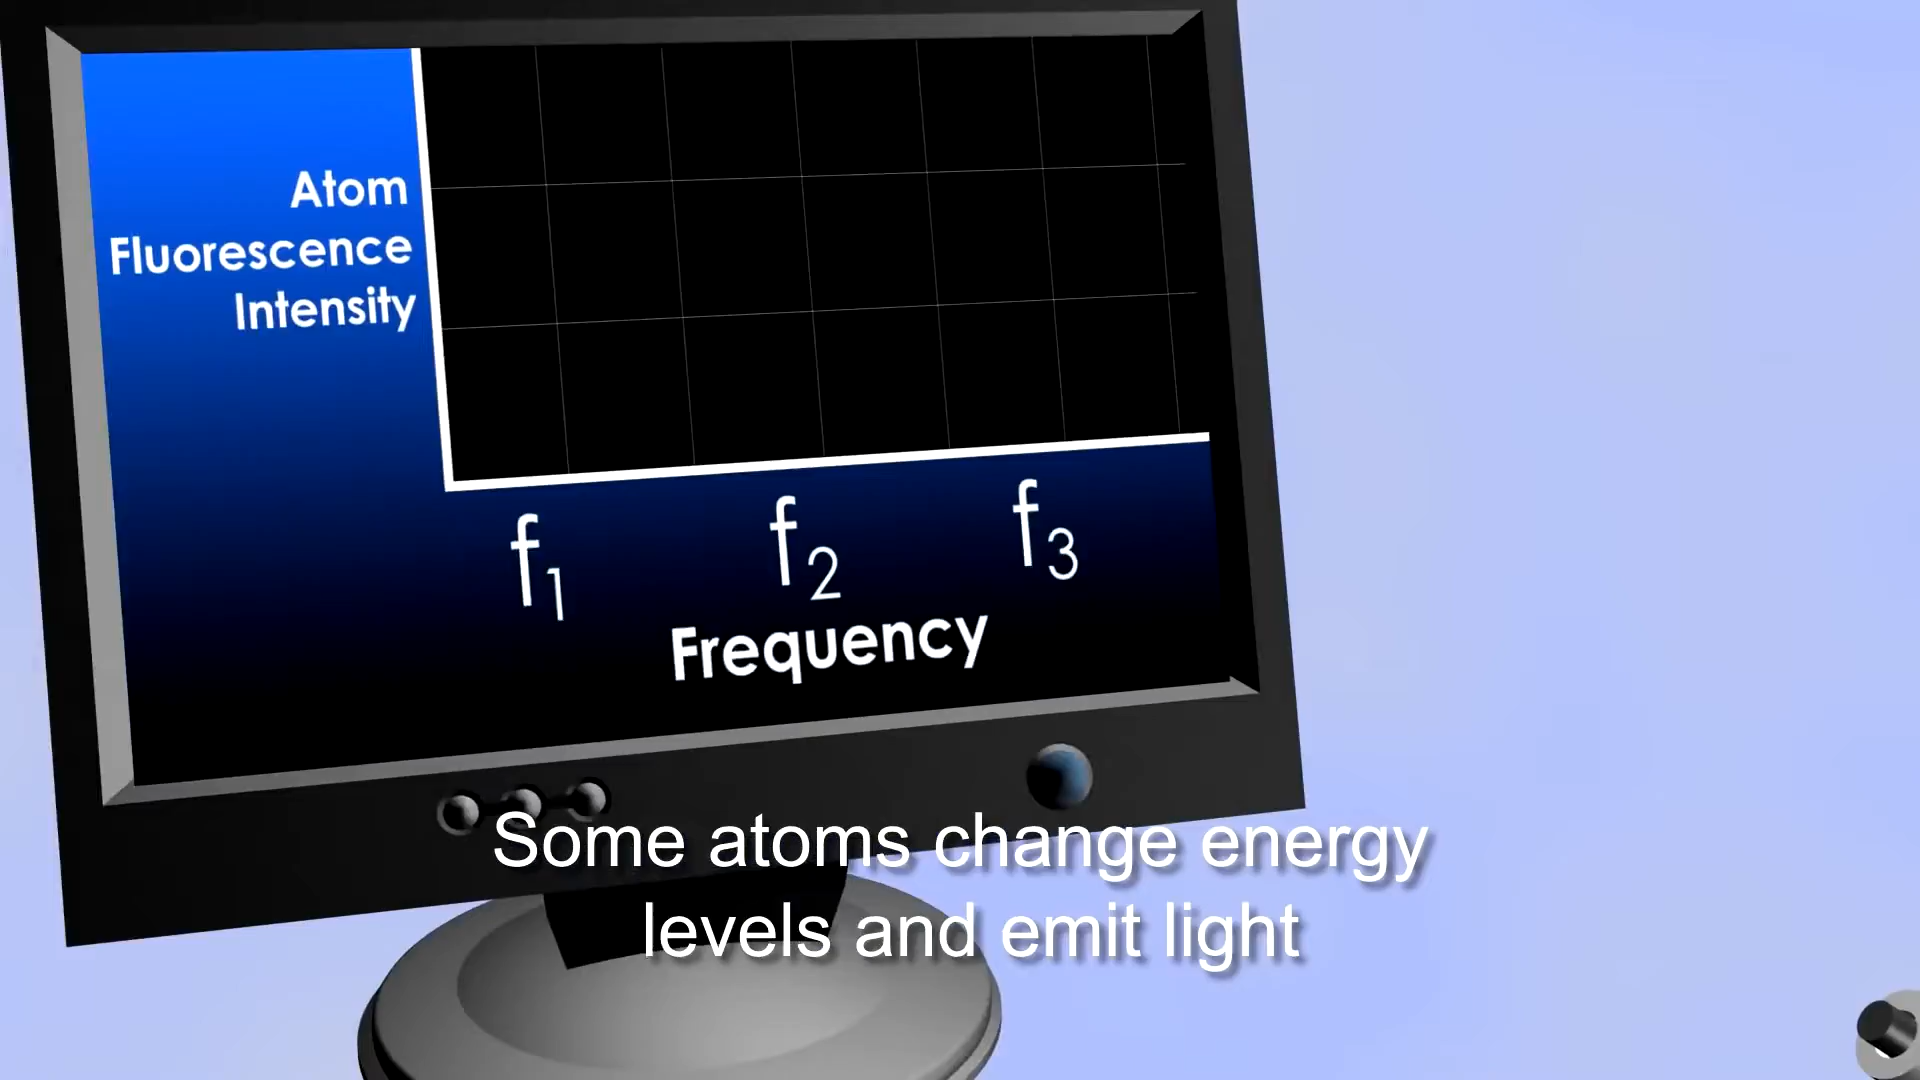 Atom
Fluorescence
Intensity
f1
f2
f3
Frequency
Some atoms change energy
levels and emit light